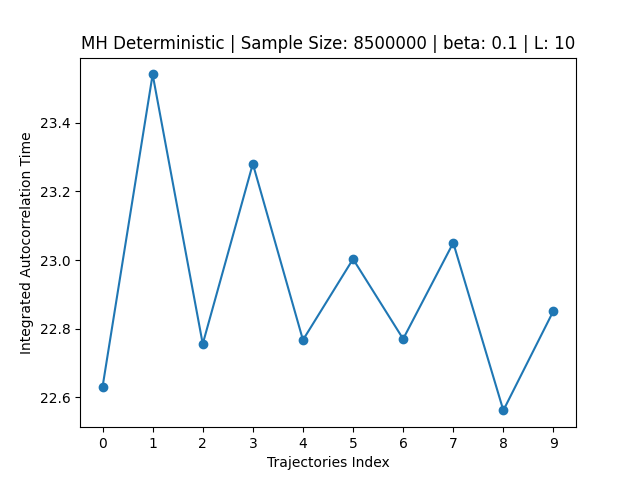 MH Deterministic | Sample Size: 8500000 | beta: 0.1 | L: 10
Integrated Autocorrelation Time
23.4
23.2
23.0
22.8
22.6
0 1 2 3 4 5 6 7 8 9
Trajectories Index